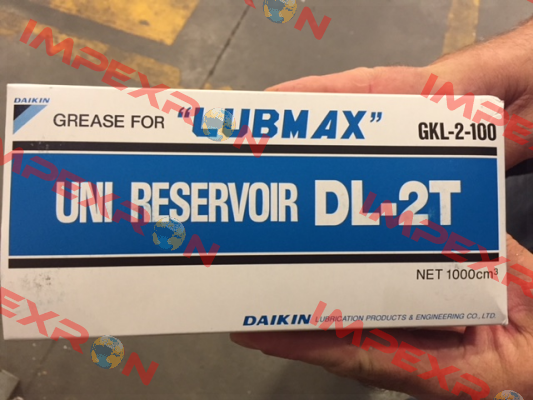 DAIKIN
GREASE FOR "LUBMAX" GKL-2-100
UNI RESERVOIR DL-2T
NET 1000cm³
DAIKIN LUBRICATION PRODUCTS & ENGINEERING CO., LTD.
IMPEXRON
IMPEXRON
IMPEXRON
IMPEXRON
IMPEXRON
IMPEXRON